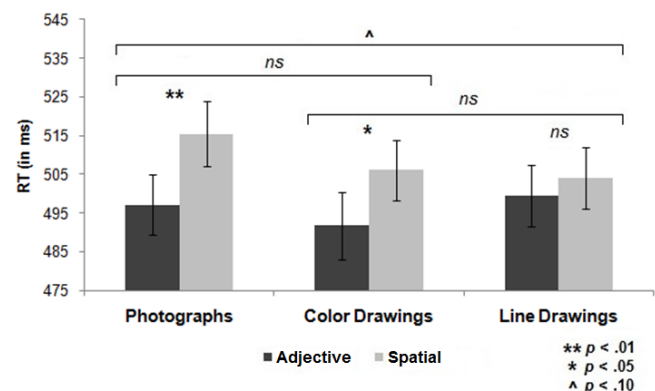 545
535
525
515
505
495
485
475
RT (in ms)
^
ns
**
ns
*
ns
Photographs
Color Drawings
Line Drawings
Adjective
Spatial
** p < .01
* p < .05
^ p < .10